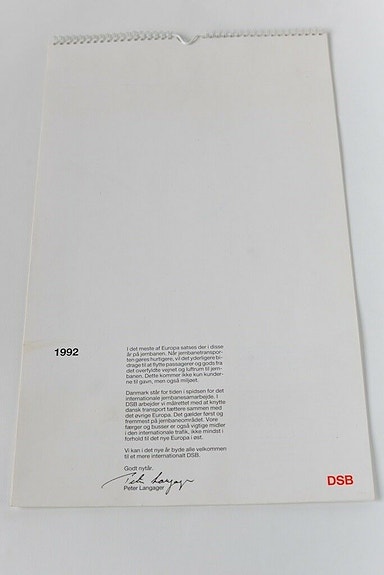 1992
I det meste af Europa satses der i disse
år på jernbanen. Når jernbanetranspor-
ten gøres hurtigere, vil det yderligere bi-
drage til at flytte passagerer og gods fra
det overfyldte vejnet og luftrum til jern-
banen. Dette kommer ikke kun kunder-
ne til gavn, men også miljøet.
Danmark står for tiden i spidsen for det
internationale jernbanesamarbejde. I
DSB arbejder vi målrettet med at knytte
dansk transport tættere sammen med
det øvrige Europa. Det gælder først og
fremmest på jernbaneområdet. Vore
færger og busser er også vigtige midler
i den internationale trafik, ikke mindst i
forhold til det nye Europa i øst.
Vi kan i det nye år byde alle velkommen
til et mere internationalt DSB.
Godt nytår.
Peter Langager
Peter Langager
DSB